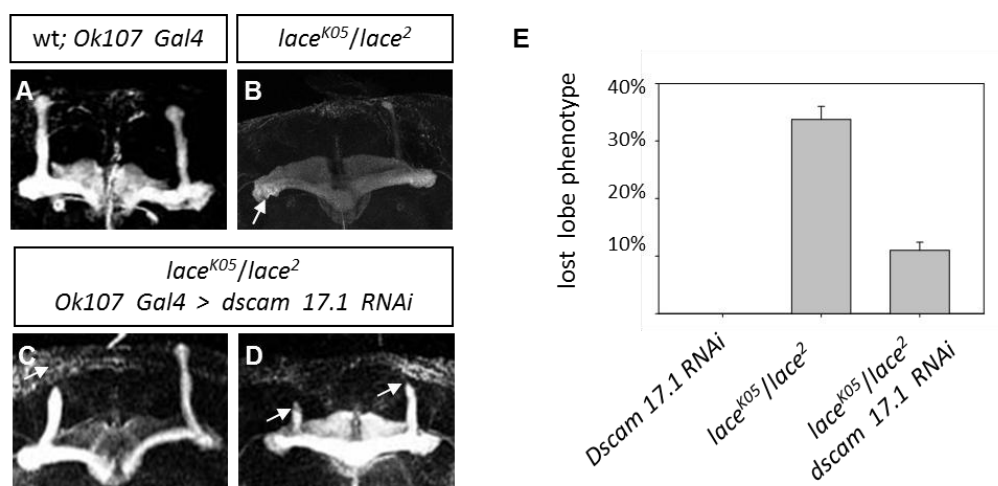 wt; Ok107 Gal4
lace^K05/lace^2
A
B
lace^K05/lace^2
Ok107 Gal4 > dscam 17.1 RNAi
C
D
E
lost lobe phenotype
40%
30%
20%
10%
Dscam 17.1 RNAi
lace^K05/lace^2
lace^K05/lace^2
dscam 17.1 RNAi